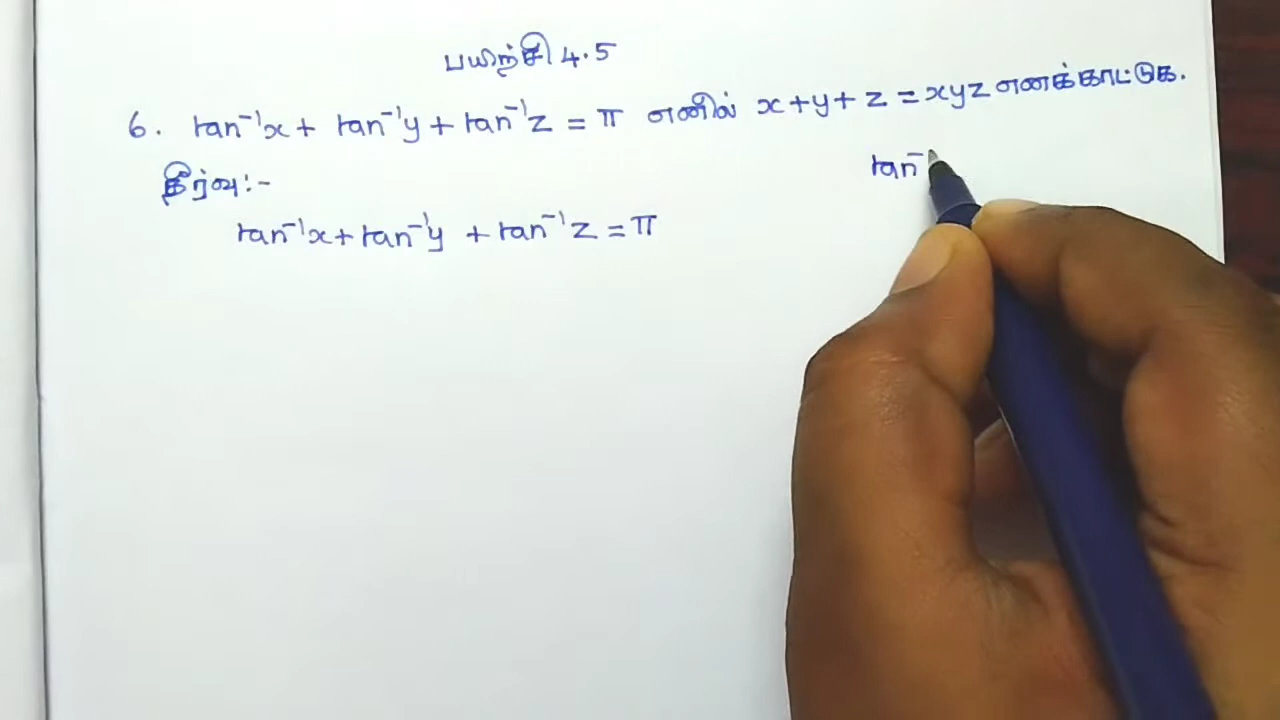 பயிற்சி 4.5
6. tan⁻¹x + tan⁻¹y + tan⁻¹z = π எனில் x+y+z = xyz எனக்காட்டுக.
தீர்வு:-
tan⁻¹x + tan⁻¹y + tan⁻¹z = π
tan⁻